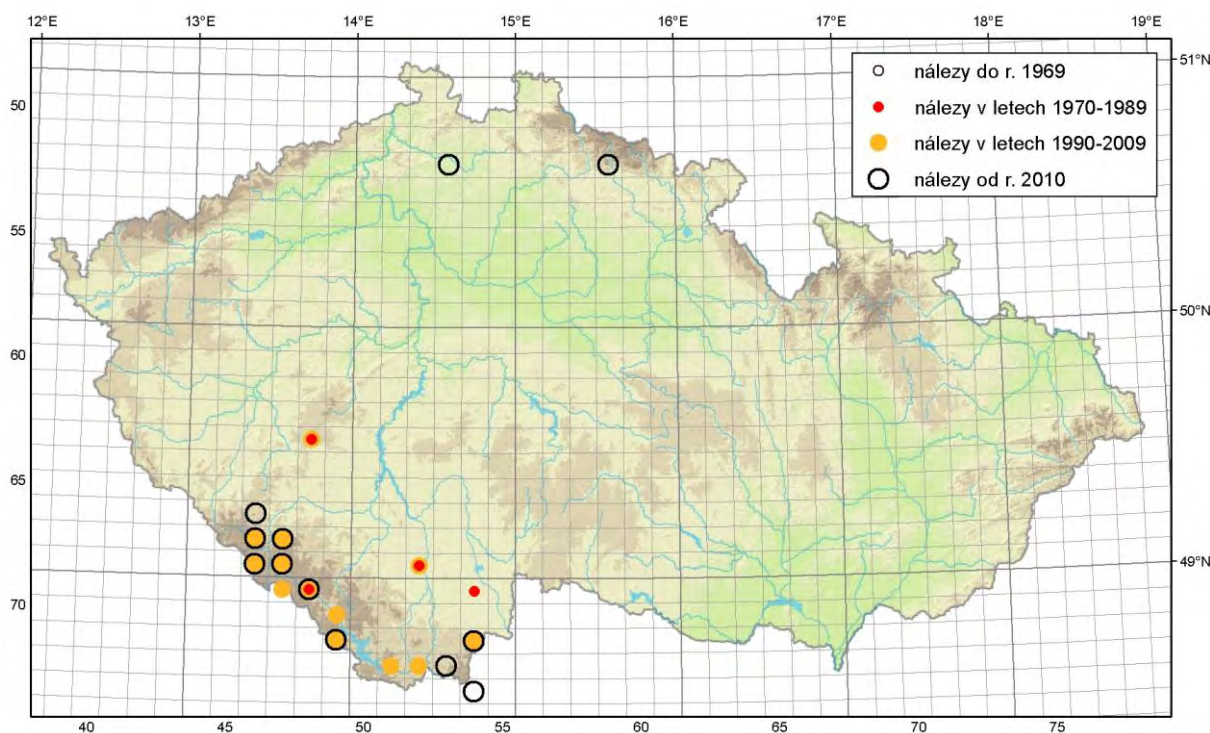 12°E 13°E 14°E 15°E 16°E 17°E 18°E 19°E
nálezy do r. 1969
nálezy v letech 1970-1989
nálezy v letech 1990-2009
nálezy od r. 2010
51°N
50
55
50°N
60
65
49°N
70
40 45 50 55 60 65 70 75